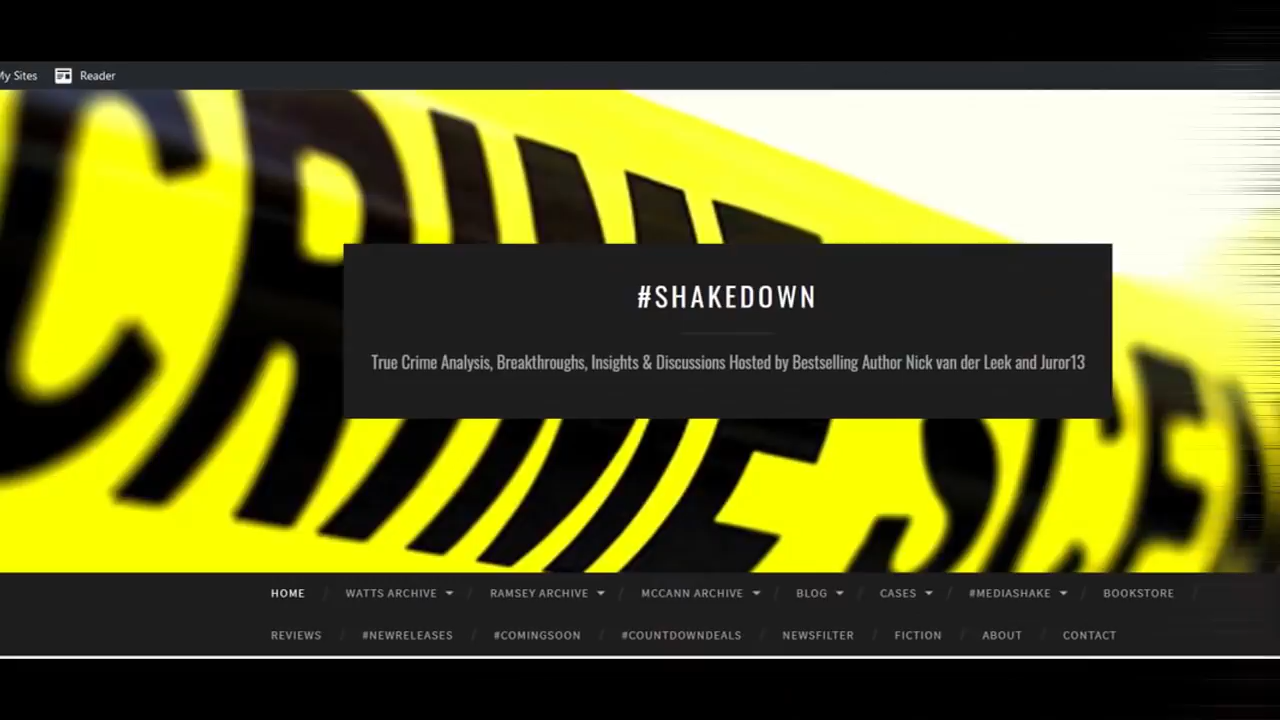 My Sites Reader
CRIME SCE
#SHAKEDOWN
True Crime Analysis, Breakthroughs, Insights & Discussions Hosted by Bestselling Author Nick van der Leek and Juror13
HOME / WATTS ARCHIVE / RAMSEY ARCHIVE / MCCANN ARCHIVE / BLOG / CASES / #MEDIASHAKE / BOOKSTORE /
REVIEWS / #NEWRELEASES / #COMINGSOON / #COUNTDOWNDEALS / NEWSFILTER / FICTION / ABOUT / CONTACT